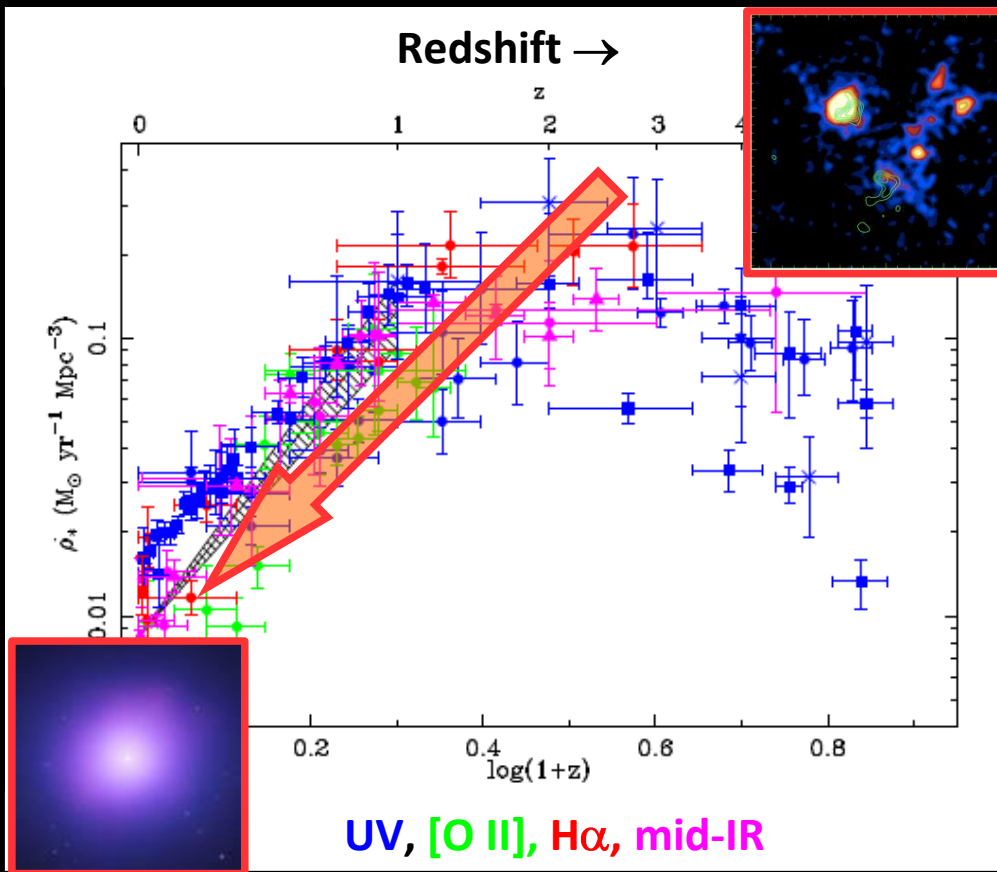 Redshift →
z
0 1 2 3 4
0.1
0.01
ρ̇* (M⊙ yr⁻¹ Mpc⁻³)
0.2 0.4 0.6 0.8
log(1+z)
UV, [O II], Hα, mid-IR